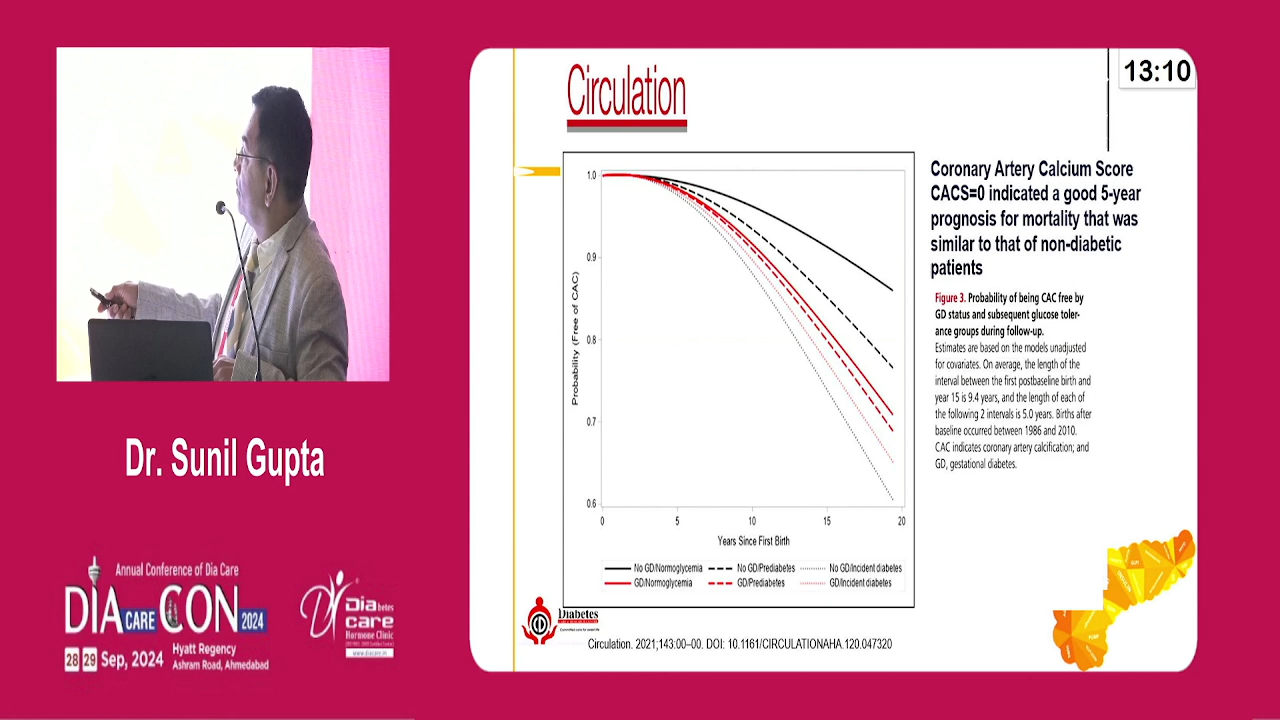 Circulation
13:10
Coronary Artery Calcium Score
CACS=0 indicated a good 5-year
prognosis for mortality that was
similar to that of non-diabetic
patients
Figure 3. Probability of being CAC free by
GD status and subsequent glucose toler-
ance groups during follow-up.
Estimates are based on the models unadjusted
for covariates. On average, the length of the
interval between the first postbaseline birth and
year 15 is 9.4 years, and the length of each of
the following 2 intervals is 5.0 years. Births after
baseline occurred between 1986 and 2010.
CAC indicates coronary artery calcification; and
GD, gestational diabetes.
Probability (Free of CAC)
1.0
0.9
0.8
0.7
0.6
0 5 10 15 20
Years Since First Birth
No GD/Normoglycemia No GD/Prediabetes No GD/Incident diabetes
GD/Normoglycemia GD/Prediabetes GD/Incident diabetes
Diabetes
Circulation. 2021;143:00–00. DOI: 10.1161/CIRCULATIONAHA.120.047320
Dr. Sunil Gupta
Annual Conference of Dia Care
DIA CARE CON 2024
28 29 Sep, 2024
Hyatt Regency
Ashram Road, Ahmedabad
Diabetes
care
Hormone Clinic
www.diacare.in